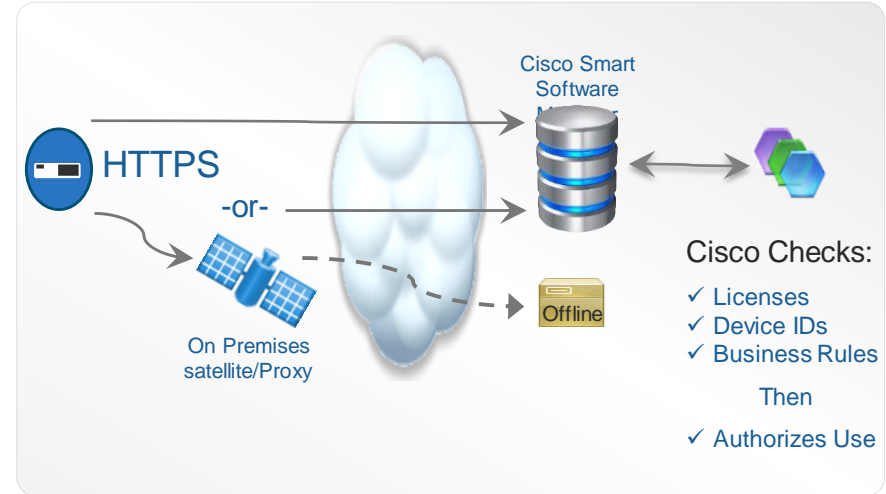 Cisco Smart
Software
HTTPS
-or-
On Premises
satellite/Proxy
Offline
Cisco Checks:
✓ Licenses
✓ Device IDs
✓ Business Rules
Then
✓ Authorizes Use